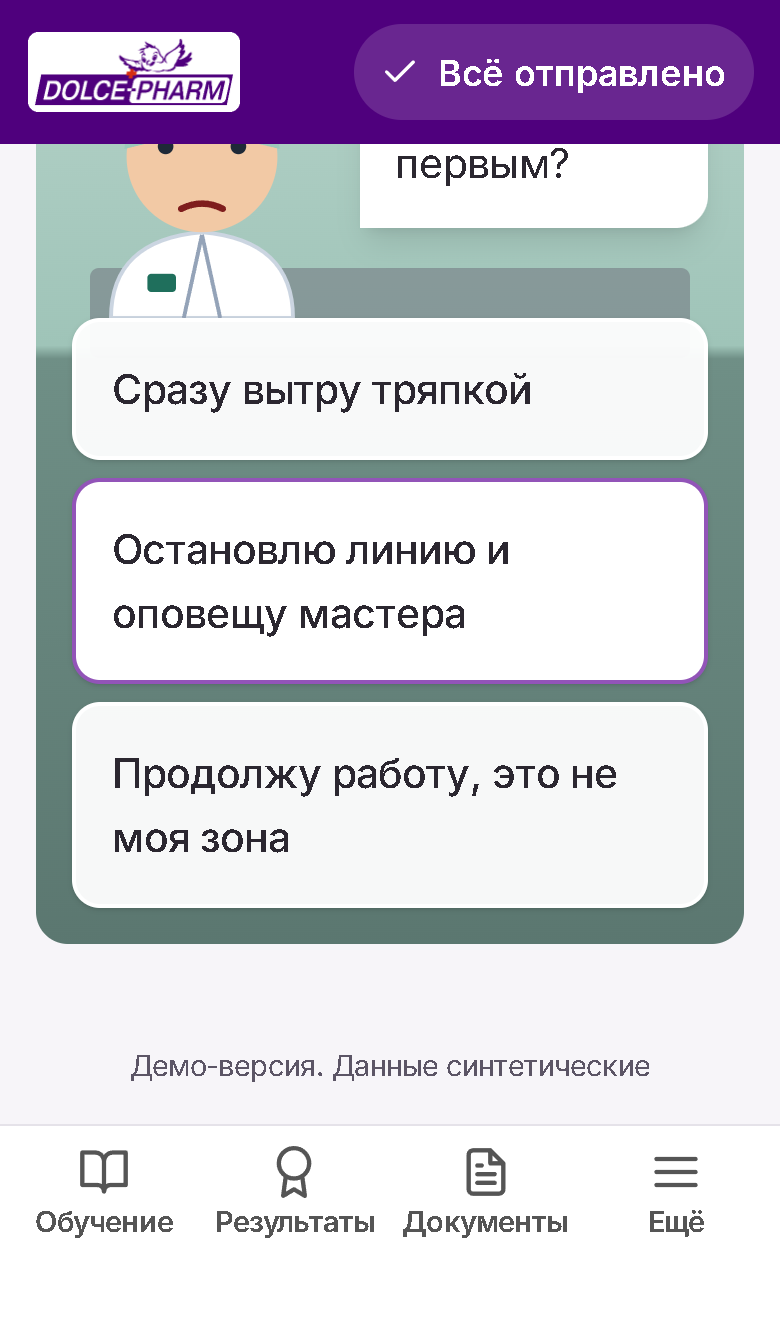 DOLCE-PHARM
Всё отправлено
первым?
Сразу вытру тряпкой
Остановлю линию и
оповещу мастера
Продолжу работу, это не
моя зона
Демо-версия. Данные синтетические
Обучение
Результаты
Документы
Ещё